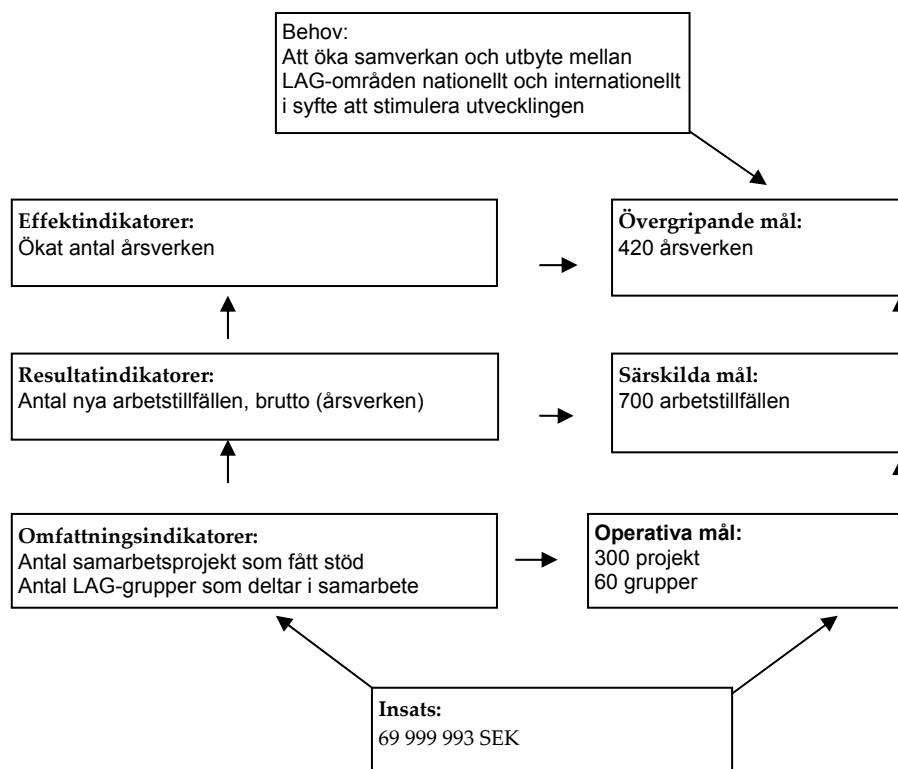 Behov:
Att öka samverkan och utbyte mellan
LAG-områden nationellt och internationellt
i syfte att stimulera utvecklingen
Effektindikatorer:
Ökat antal årsverken
Övergripande mål:
420 årsverken
Resultatindikatorer:
Antal nya arbetstillfällen, brutto (årsverken)
Särskilda mål:
700 arbetstillfällen
Omfattningsindikatorer:
Antal samarbetsprojekt som fått stöd
Antal LAG-grupper som deltar i samarbete
Operativa mål:
300 projekt
60 grupper
Insats:
69 999 993 SEK